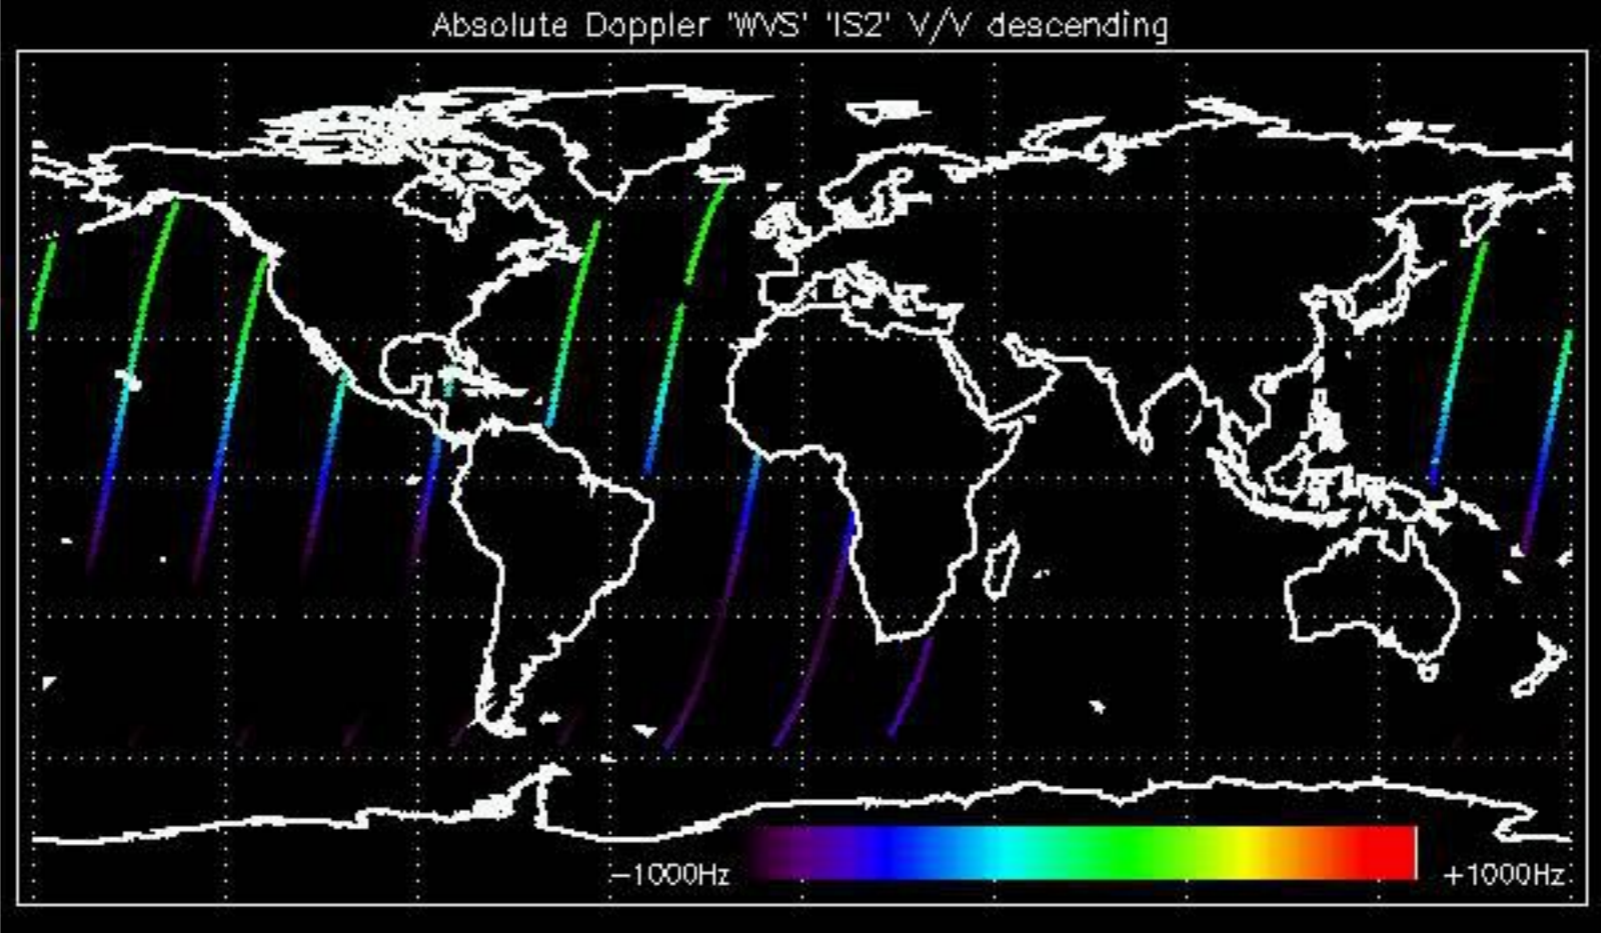 Absolute Doppler 'WVS' 'IS2' V/V descending
-1000Hz
+1000Hz